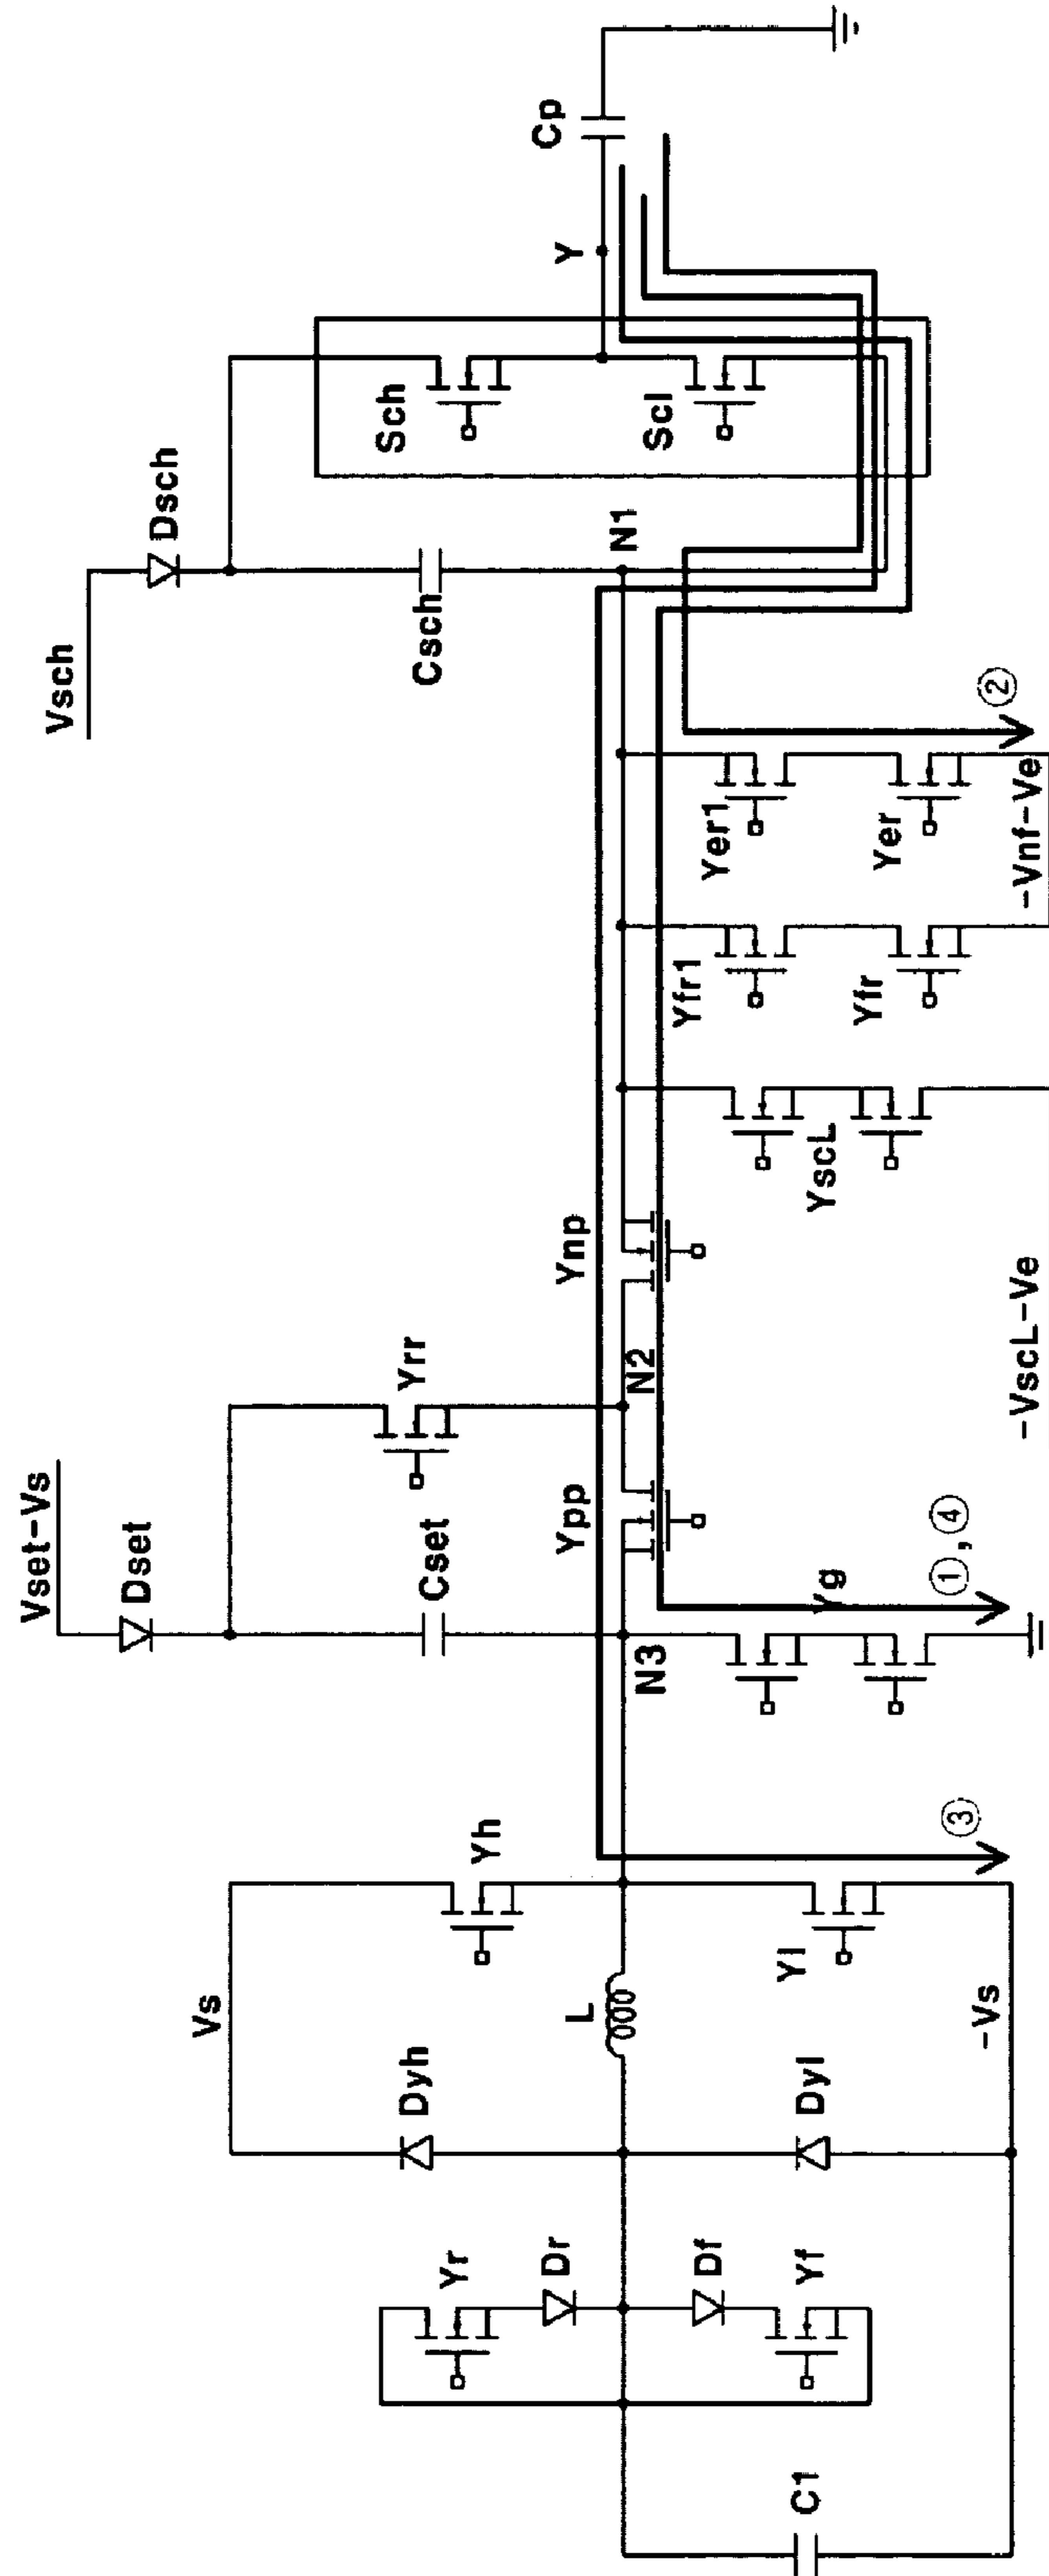 Vs
Yr
Dr
Df
Yf
C1
Dyh
Dyl
L
Yh
Yl
-Vs
③
Vset-Vs
Dset
Cset
Yrr
N3
Ypp
N2
Ynp
Yg
①,④
YscL
-VscL-Ve
Yfr1
Yfr
Yer1
Yer
-Vnf-Ve
②
Vsch
Dsch
Csch
N1
Sch
Scl
Y
Cp